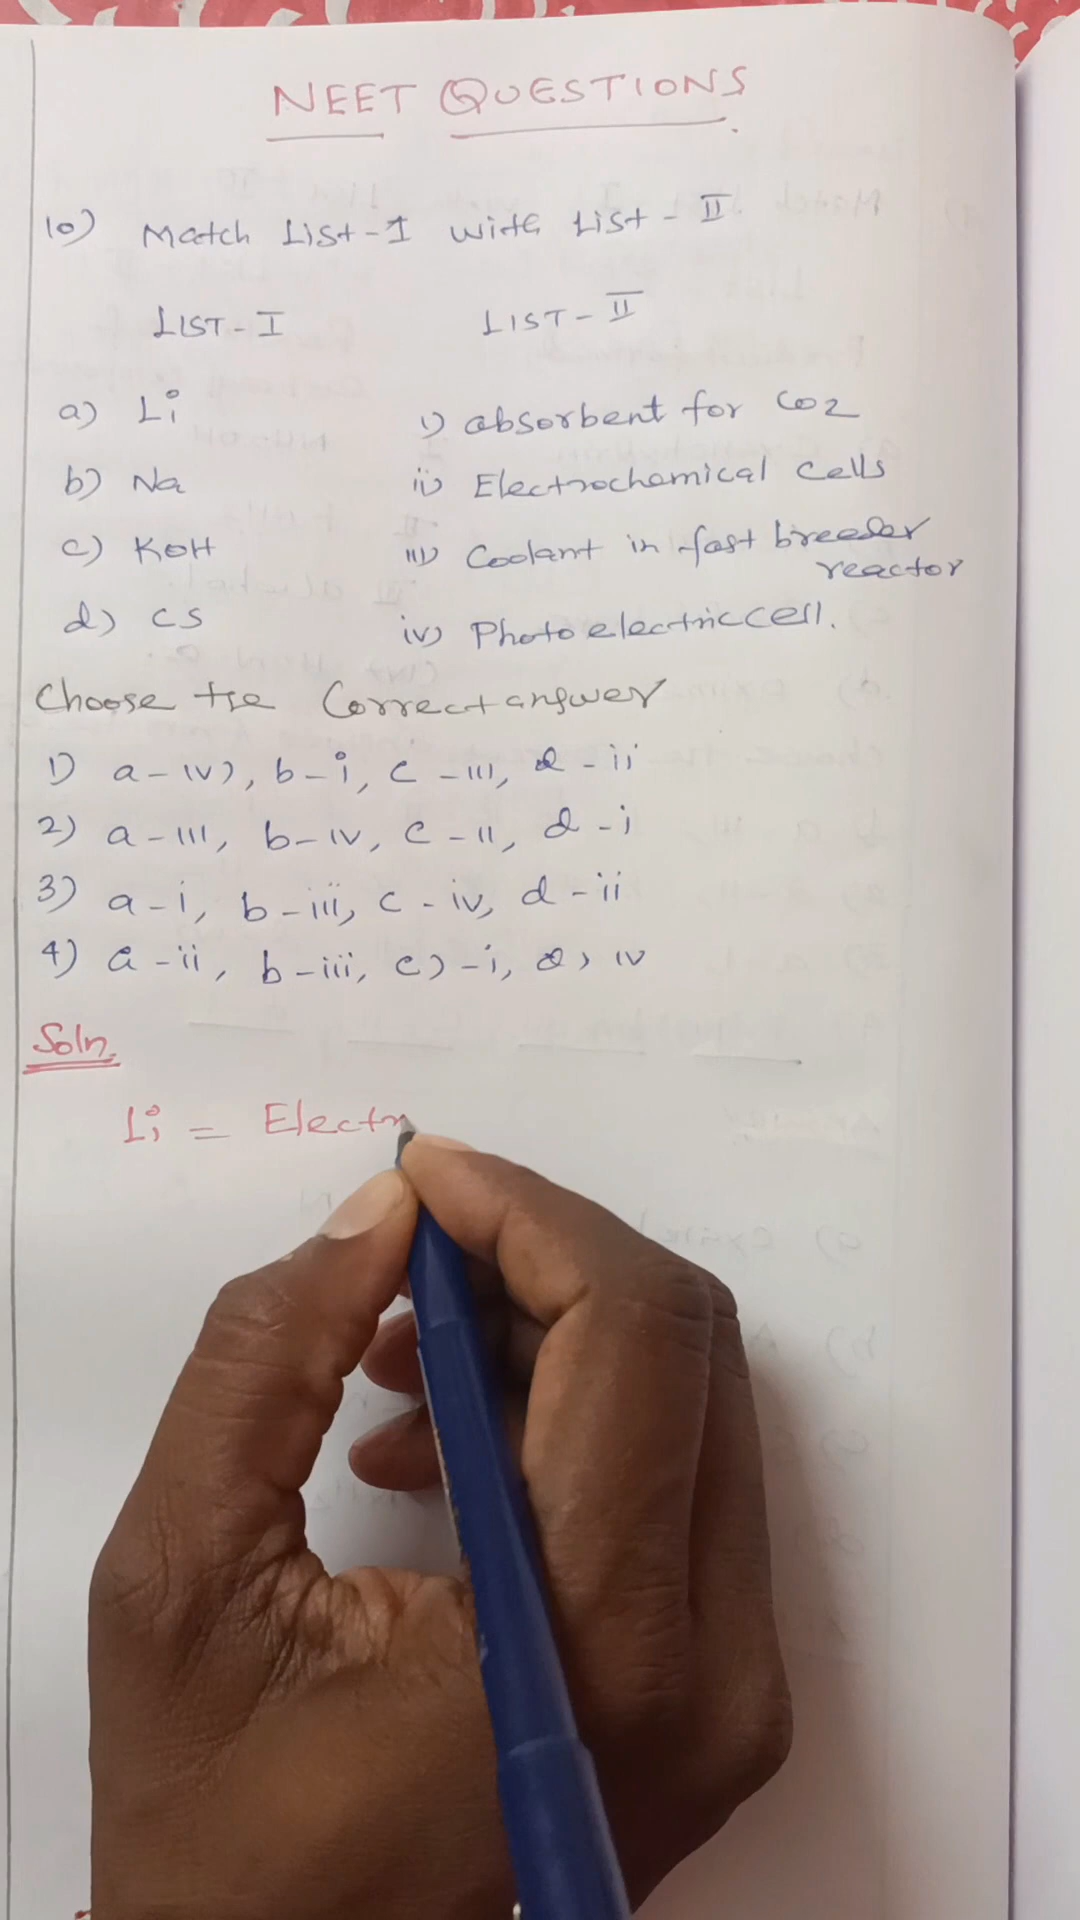 NEET QUESTIONS
10) Match List-I with List-II
LIST-I LIST-II
a) Li i) absorbent for CO2
b) Na ii) Electrochemical cells
c) KOH iii) Coolant in fast breeder reactor
d) CS iv) Photo electric cell.
Choose the Correct answer
1) a-iv), b-i, c-iii, d-ii
2) a-iii, b-iv, c-ii, d-i
3) a-i, b-iii, c-iv, d-ii
4) a-ii, b-iii, c)-i, d) iv
Soln.
Li = Electr